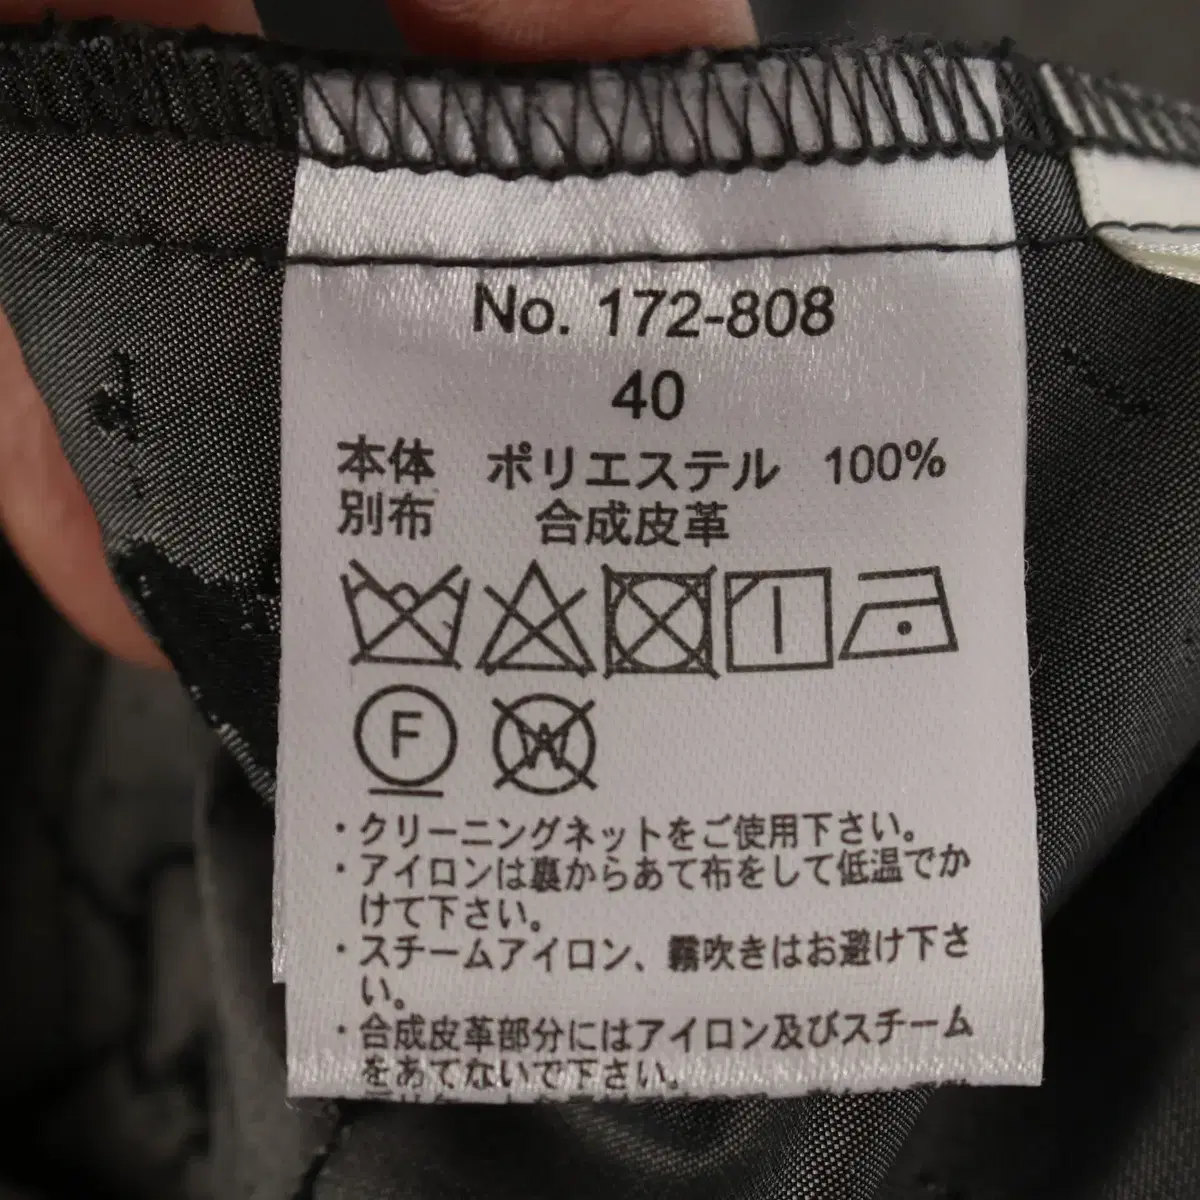 No. 172-808
40
本体 ポリエステル 100%
別布 合成皮革
F W
・クリーニングネットをご使用下さい。
・アイロンは裏からあて布をして低温でか
けて下さい。
・スチームアイロン、霧吹きはお避け下さ
い。
・合成皮革部分にはアイロン及びスチーム
をあてないで下さい。